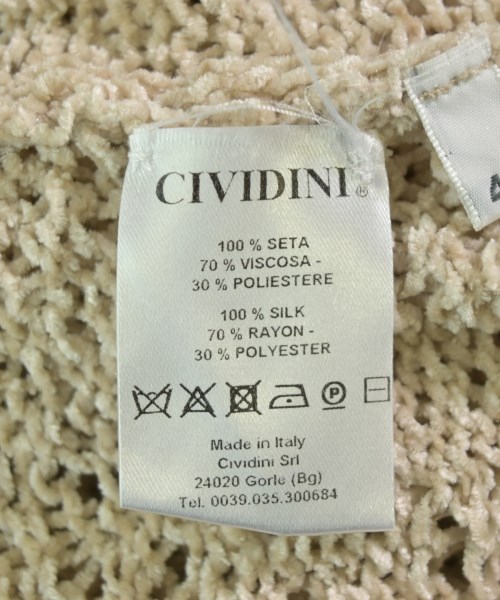 CIVIDINI®
100 % SETA
70 % VISCOSA -
30 % POLIESTERE
100 % SILK
70 % RAYON -
30 % POLYESTER
P
Made in Italy
Cividini Srl
24020 Gorle (Bg)
Tel. 0039.035.300684